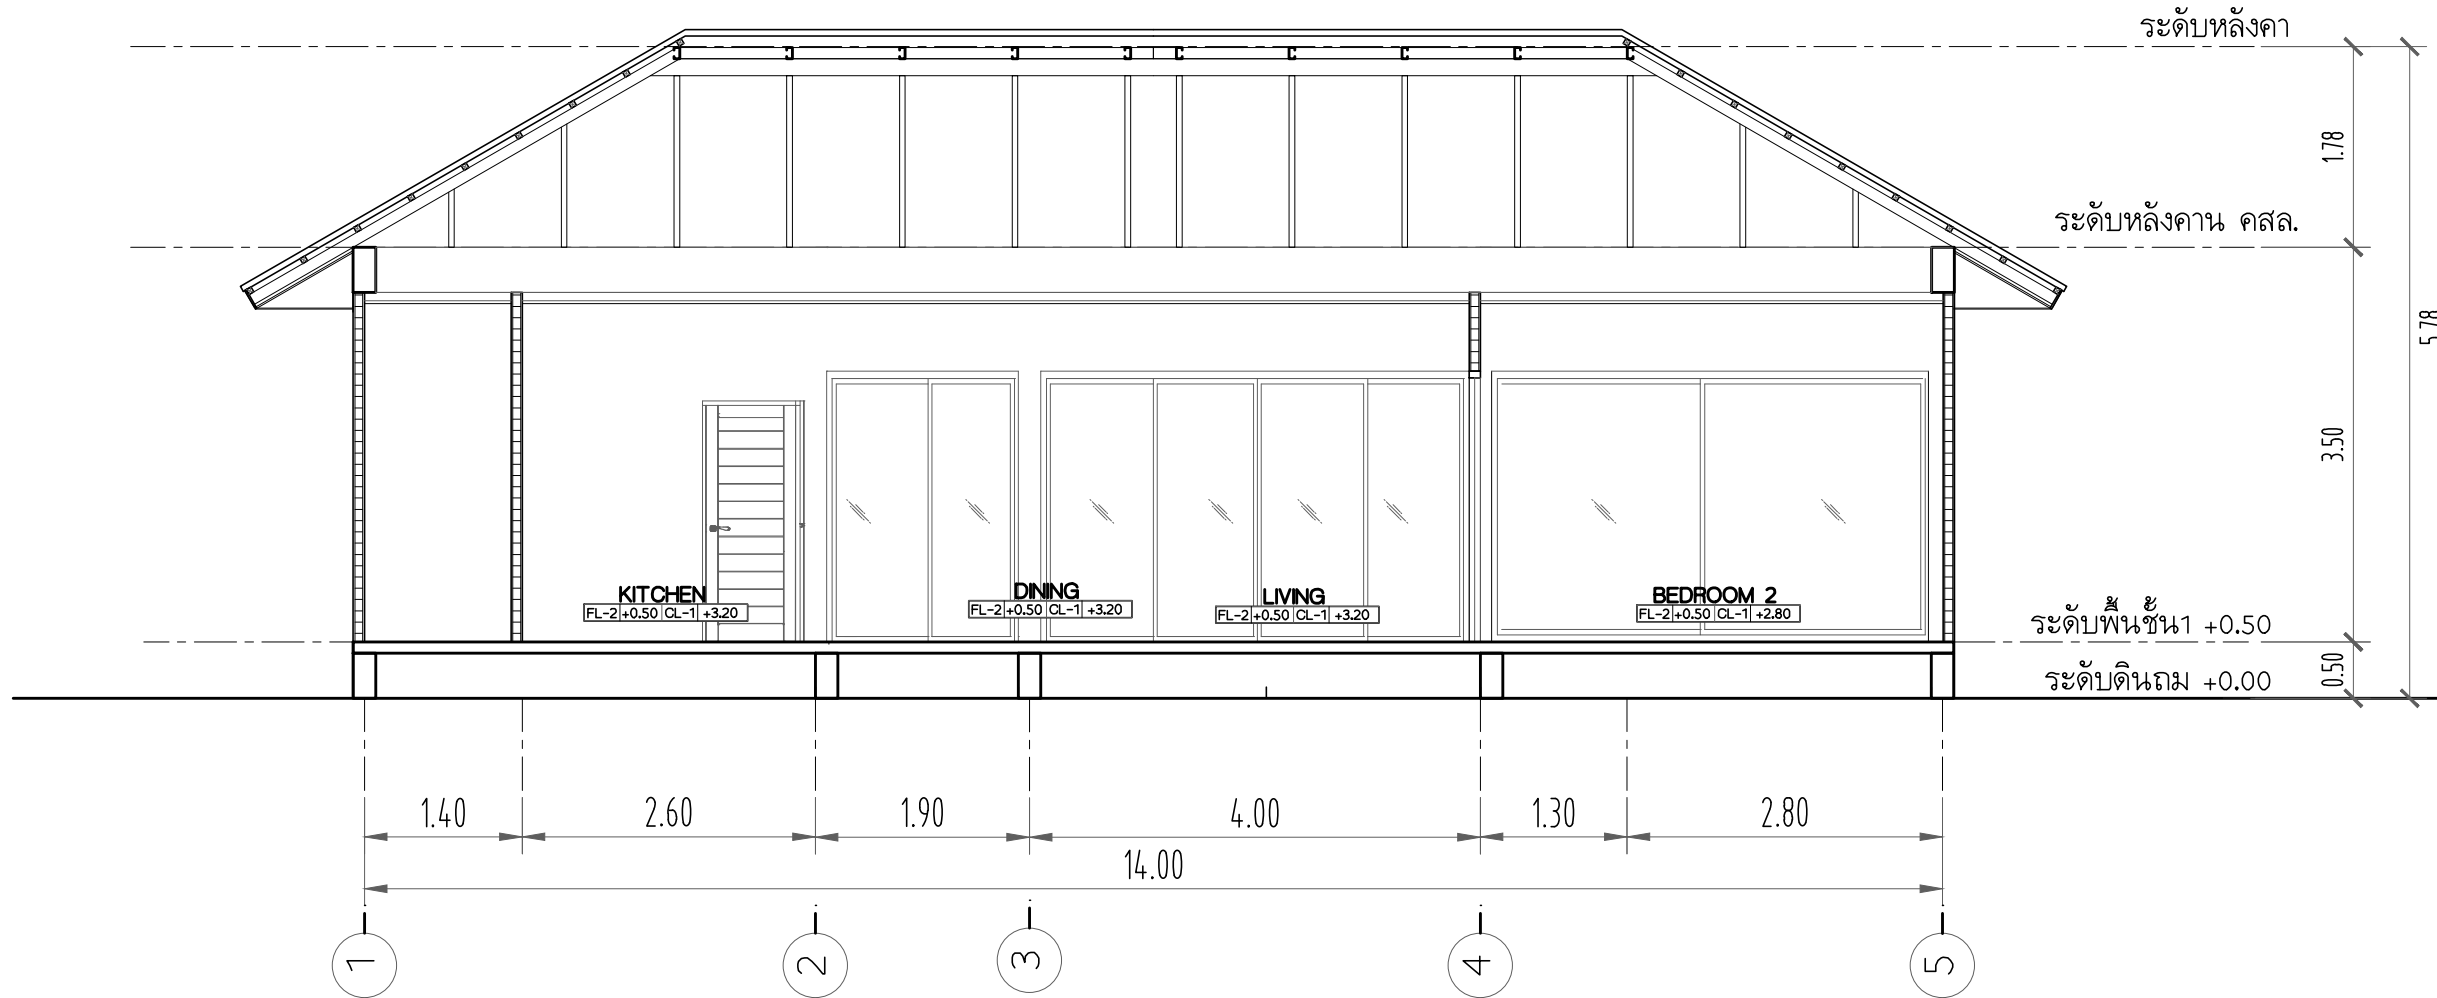 ระดับหลังคา
1.78
ระดับหลังคาน คสล.
5.78
3.50
KITCHEN
FL-2 +0.50 CL-1 +3.20
DINING
FL-2 +0.50 CL-1 +3.20
LIVING
FL-2 +0.50 CL-1 +3.20
BEDROOM 2
FL-2 +0.50 CL-1 +2.80
ระดับพื้นชั้น1 +0.50
0.50
ระดับดินถม +0.00
1.40 2.60 1.90 4.00 1.30 2.80
14.00
1 2 3 4 5